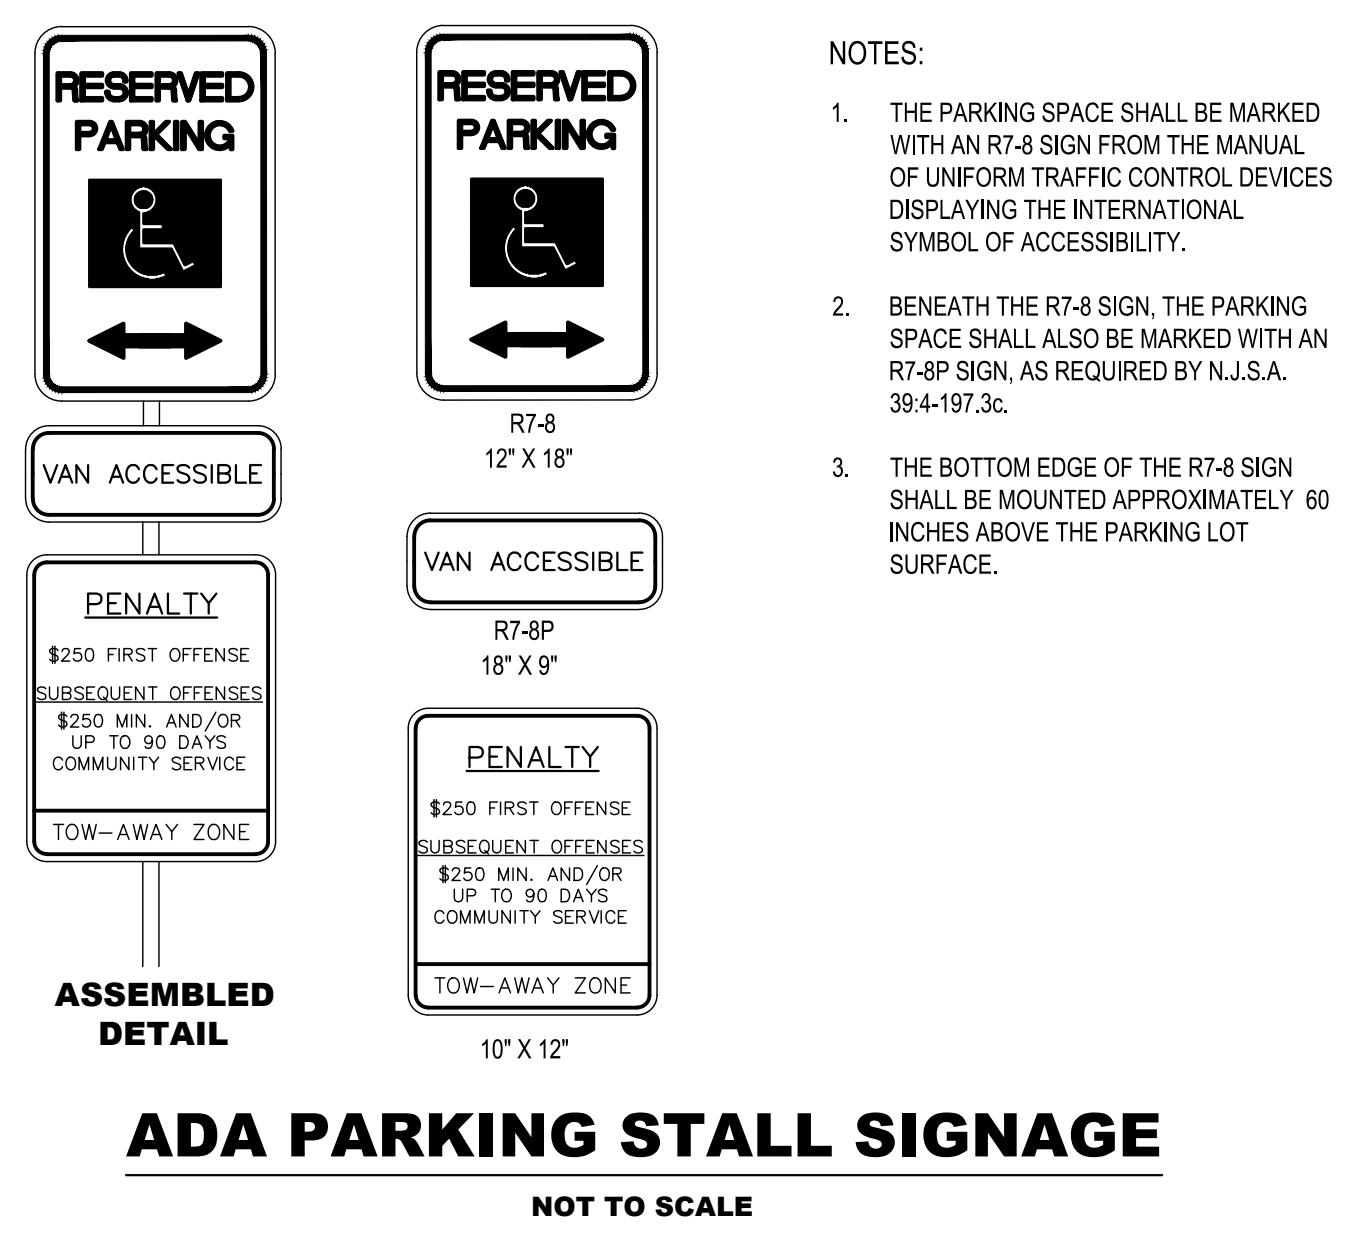 RESERVED
PARKING
VAN ACCESSIBLE
PENALTY
$250 FIRST OFFENSE
SUBSEQUENT OFFENSES
$250 MIN. AND/OR
UP TO 90 DAYS
COMMUNITY SERVICE
TOW-AWAY ZONE
ASSEMBLED
DETAIL
RESERVED
PARKING
R7-8
12" X 18"
VAN ACCESSIBLE
R7-8P
18" X 9"
PENALTY
$250 FIRST OFFENSE
SUBSEQUENT OFFENSES
$250 MIN. AND/OR
UP TO 90 DAYS
COMMUNITY SERVICE
TOW-AWAY ZONE
10" X 12"
NOTES:
1. THE PARKING SPACE SHALL BE MARKED
WITH AN R7-8 SIGN FROM THE MANUAL
OF UNIFORM TRAFFIC CONTROL DEVICES
DISPLAYING THE INTERNATIONAL
SYMBOL OF ACCESSIBILITY.
2. BENEATH THE R7-8 SIGN, THE PARKING
SPACE SHALL ALSO BE MARKED WITH AN
R7-8P SIGN, AS REQUIRED BY N.J.S.A.
39:4-197.3c.
3. THE BOTTOM EDGE OF THE R7-8 SIGN
SHALL BE MOUNTED APPROXIMATELY 60
INCHES ABOVE THE PARKING LOT
SURFACE.
ADA PARKING STALL SIGNAGE
NOT TO SCALE